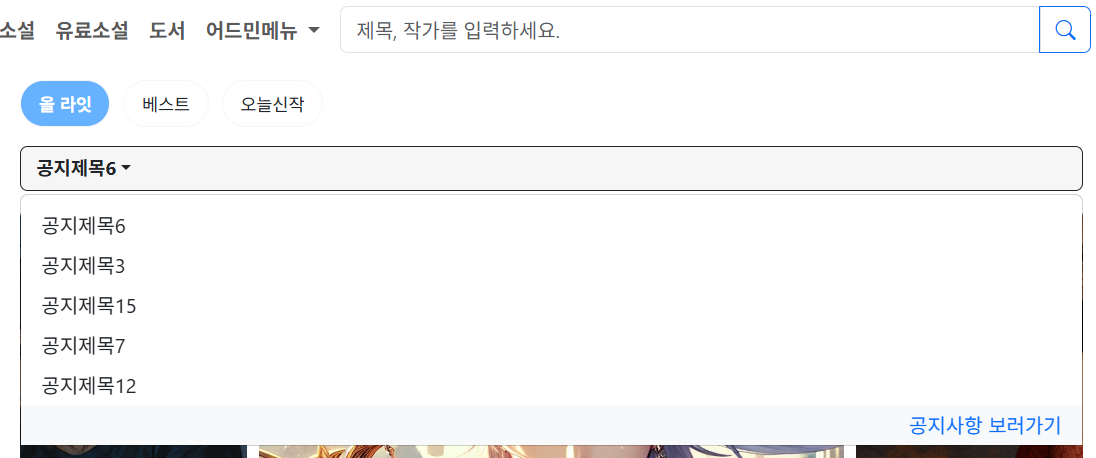 소설 유료소설 도서 어드민메뉴 제목, 작가를 입력하세요.
올 라잇 베스트 오늘신작
공지제목6
공지제목6
공지제목3
공지제목15
공지제목7
공지제목12
공지사항 보러가기